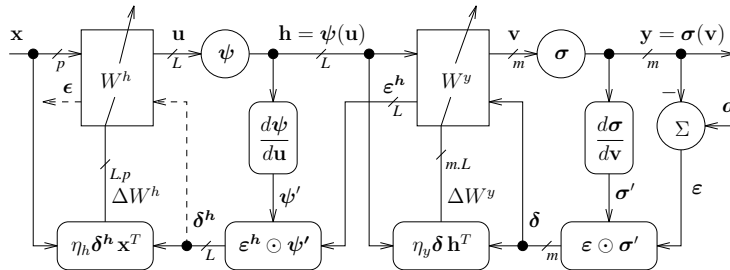 x u h = ψ(u) v y = σ(v)
p W^h L ψ L W^y m σ m
ϵ ε^h L − d
dψ/du dσ/dv Σ
L.p m.L
ΔW^h ψ' ΔW^y σ' ε
δ^h δ
η_h δ^h x^T L ε^h ⊙ ψ' η_y δ h^T m ε ⊙ σ'